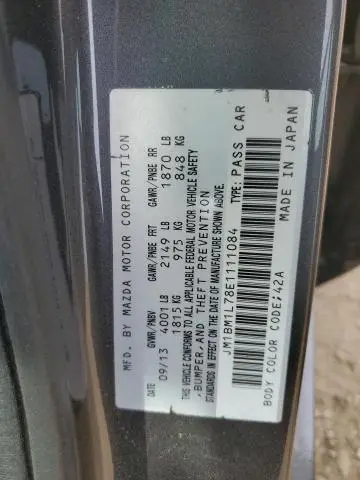 MFD. BY MAZDA MOTOR CORPORATION
DATE GVWR/PNBV GAWR/PNBE FRT GAWR/PNBE RR
09/13 4001 LB 2149 LB 1870 LB
1815 KG 975 KG 848 KG
THIS VEHICLE CONFORMS TO ALL APPLICABLE FEDERAL MOTOR VEHICLE SAFETY
,BUMPER,AND THEFT PREVENTION
STANDARDS IN EFFECT ON THE DATE OF MANUFACTURE SHOWN ABOVE.
JM1BM1L78E1111084 TYPE:PASS CAR
BODY COLOR CODE;42A MADE IN JAPAN